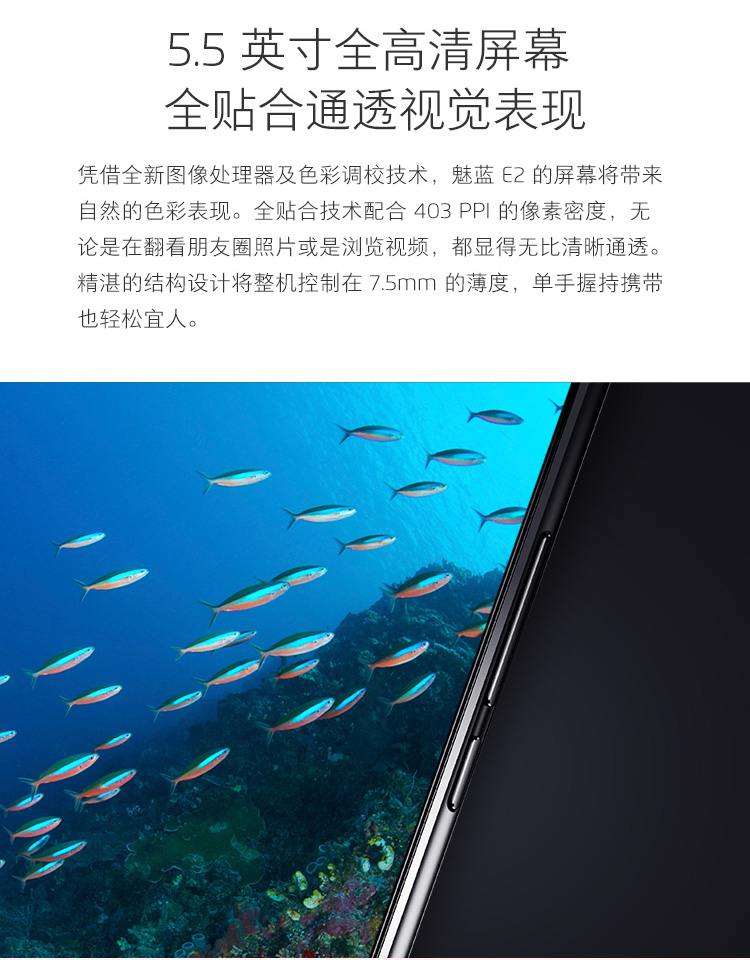 5.5 英寸全高清屏幕
全贴合通透视觉表现
凭借全新图像处理器及色彩调校技术，魅蓝 E2 的屏幕将带来
自然的色彩表现。全贴合技术配合 403 PPI 的像素密度，无
论是在翻看朋友圈照片或是浏览视频，都显得无比清晰通透。
精湛的结构设计将整机控制在 7.5mm 的薄度，单手握持携带
也轻松宜人。